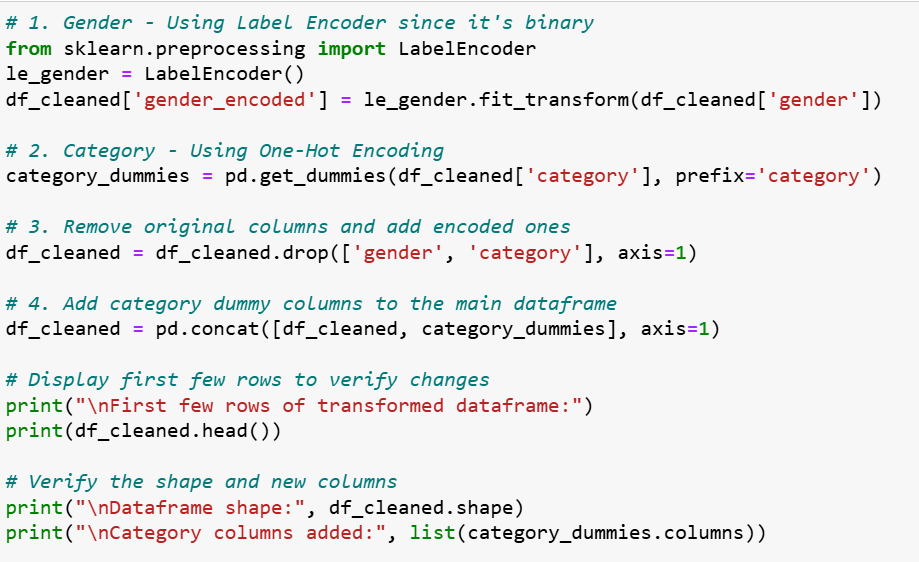 # 1. Gender - Using Label Encoder since it's binary
from sklearn.preprocessing import LabelEncoder
le_gender = LabelEncoder()
df_cleaned['gender_encoded'] = le_gender.fit_transform(df_cleaned['gender'])
# 2. Category - Using One-Hot Encoding
category_dummies = pd.get_dummies(df_cleaned['category'], prefix='category')
# 3. Remove original columns and add encoded ones
df_cleaned = df_cleaned.drop(['gender', 'category'], axis=1)
# 4. Add category dummy columns to the main dataframe
df_cleaned = pd.concat([df_cleaned, category_dummies], axis=1)
# Display first few rows to verify changes
print("\nFirst few rows of transformed dataframe:")
print(df_cleaned.head())
# Verify the shape and new columns
print("\nDataframe shape:", df_cleaned.shape)
print("\nCategory columns added:", list(category_dummies.columns))